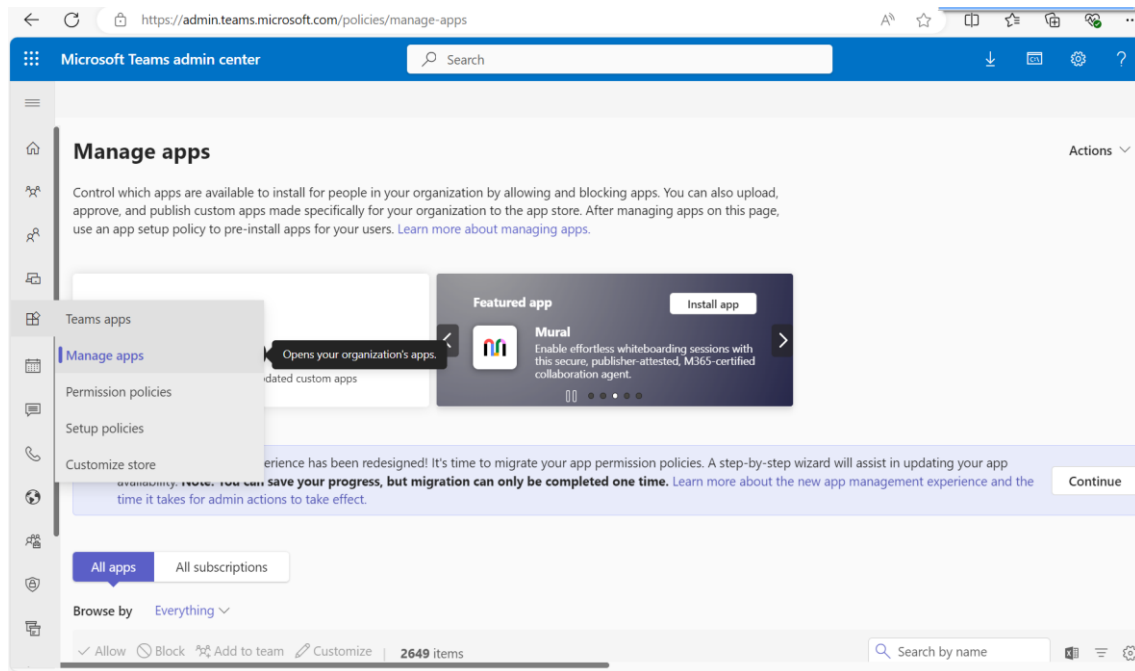 https://admin.teams.microsoft.com/policies/manage-apps
Microsoft Teams admin center
Search
Manage apps
Actions
Control which apps are available to install for people in your organization by allowing and blocking apps. You can also upload,
approve, and publish custom apps made specifically for your organization to the app store. After managing apps on this page,
use an app setup policy to pre-install apps for your users. Learn more about managing apps.
Teams apps
Manage apps
Opens your organization's apps.
Permission policies
Setup policies
Customize store
dated custom apps
Featured app
Install app
Mural
Enable effortless whiteboarding sessions with
this secure, publisher-attested, M365-certified
collaboration agent.
erience has been redesigned! It's time to migrate your app permission policies. A step-by-step wizard will assist in updating your app
availability. Note: You can save your progress, but migration can only be completed one time. Learn more about the new app management experience and the
time it takes for admin actions to take effect.
Continue
All apps
All subscriptions
Browse by Everything
Allow Block Add to team Customize | 2649 items
Search by name